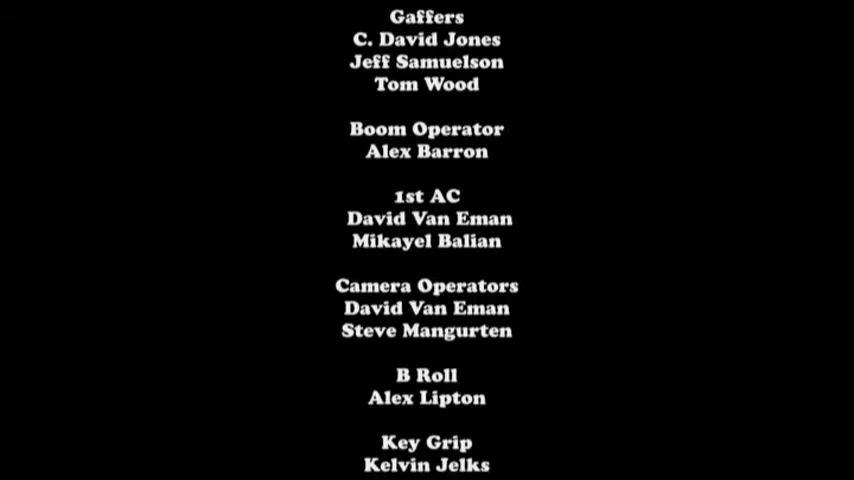 Gaffers
C. David Jones
Jeff Samuelson
Tom Wood
Boom Operator
Alex Barron
1st AC
David Van Eman
Mikayel Balian
Camera Operators
David Van Eman
Steve Mangurten
B Roll
Alex Lipton
Key Grip
Kelvin Jelks